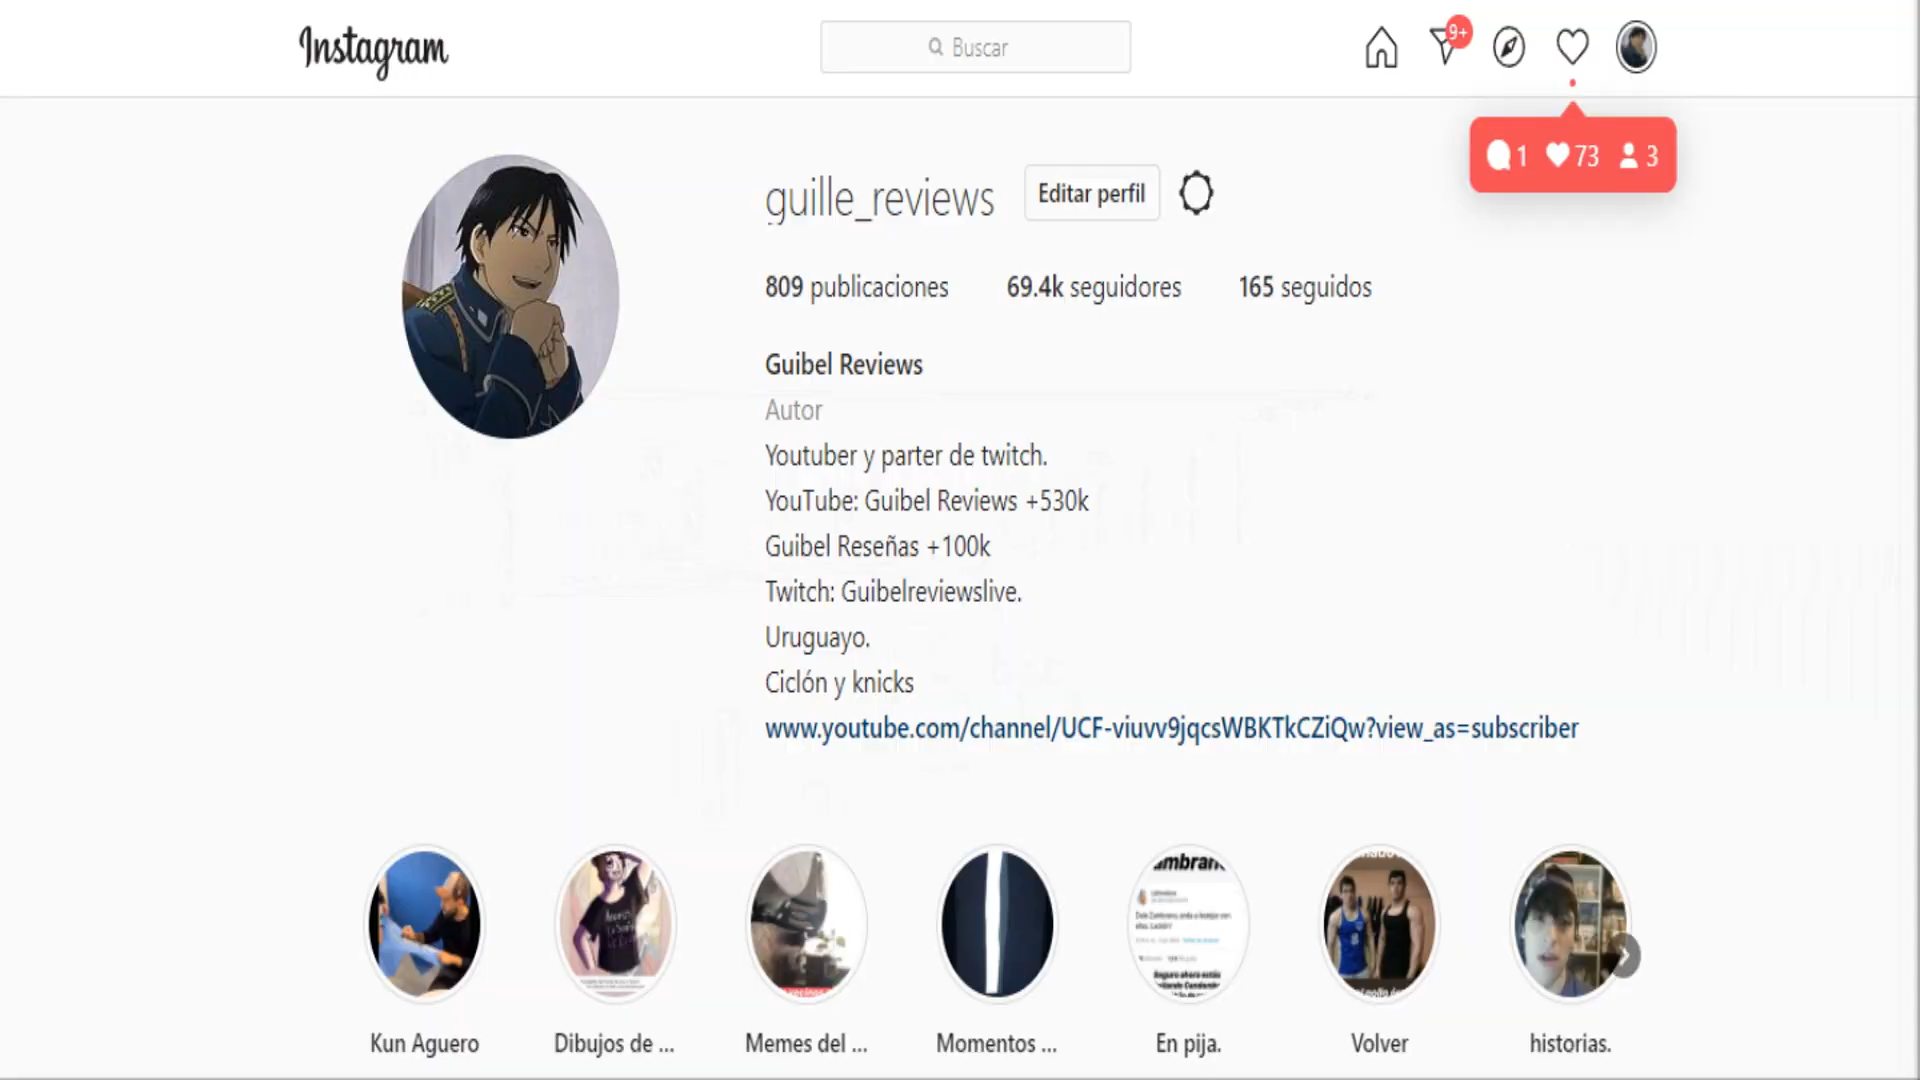 Instagram
Buscar
9+
1 73 3
guille_reviews Editar perfil
809 publicaciones 69.4k seguidores 165 seguidos
Guibel Reviews
Autor
Youtuber y parter de twitch.
YouTube: Guibel Reviews +530k
Guibel Reseñas +100k
Twitch: Guibelreviewslive.
Uruguayo.
Ciclón y knicks
www.youtube.com/channel/UCF-viuvv9jqcsWBKTkCZiQw?view_as=subscriber
Kun Aguero
Dibujos de ...
Memes del ...
Momentos ...
En pija.
Volver
historias.